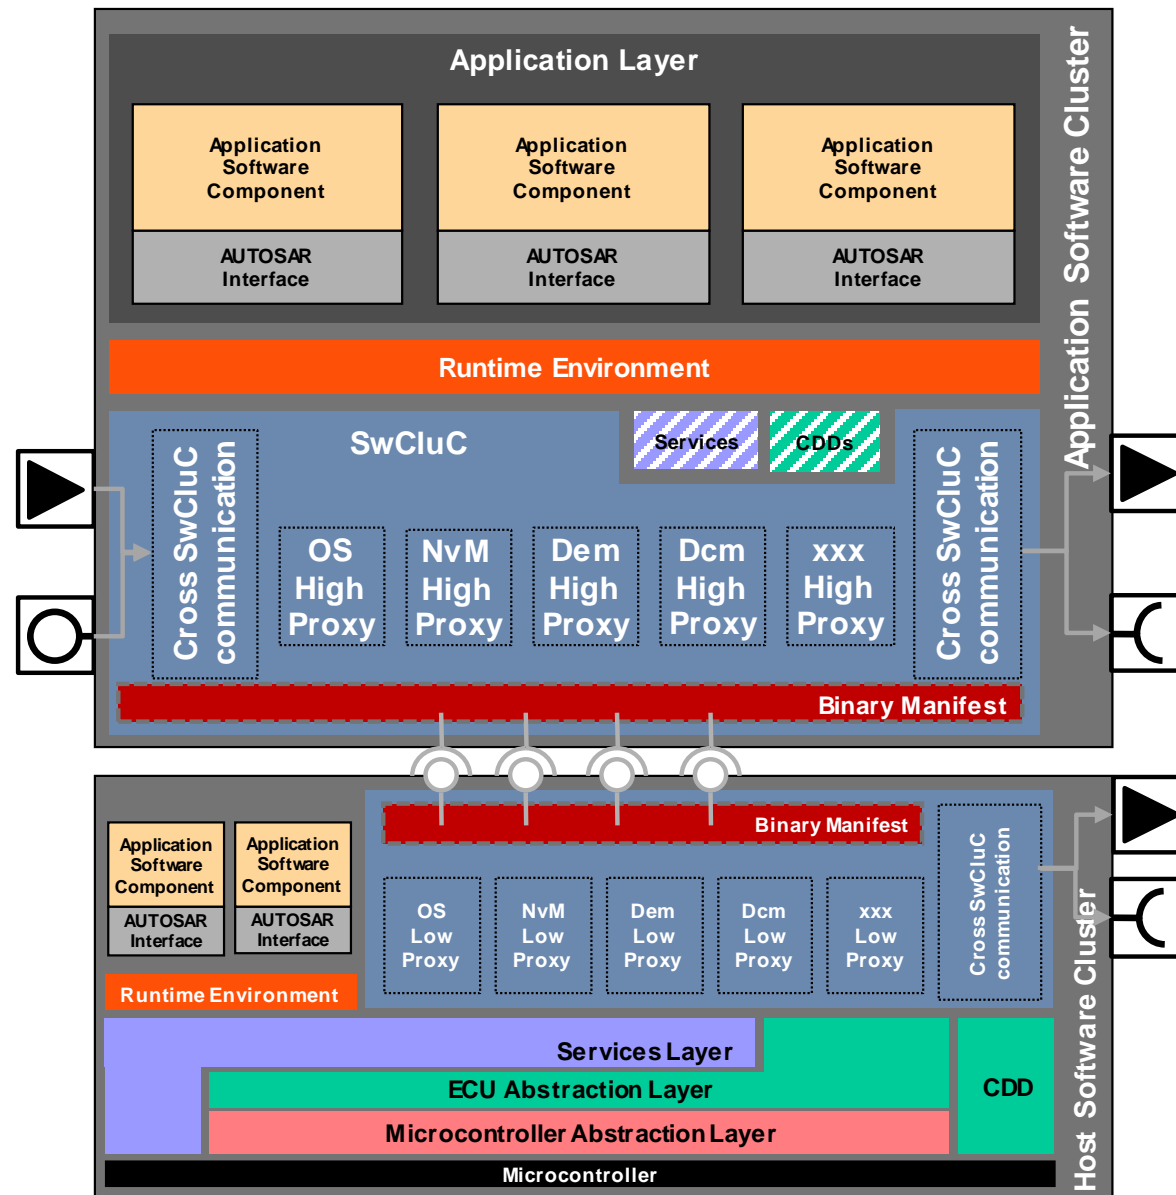 Application Layer
Application
Software
Component
AUTOSAR
Interface
Application
Software
Component
AUTOSAR
Interface
Application
Software
Component
AUTOSAR
Interface
Application Software Cluster
Runtime Environment
SwCluC
Services
CDDs
Cross SwCluC
communication
OS
High
Proxy
NvM
High
Proxy
Dem
High
Proxy
Dcm
High
Proxy
xxx
High
Proxy
Cross SwCluC
communication
Binary Manifest
Application
Software
Component
AUTOSAR
Interface
Application
Software
Component
AUTOSAR
Interface
Runtime Environment
Binary Manifest
OS
Low
Proxy
NvM
Low
Proxy
Dem
Low
Proxy
Dcm
Low
Proxy
xxx
Low
Proxy
Cross SwCluC
communication
Host Software Cluster
Services Layer
ECU Abstraction Layer
CDD
Microcontroller Abstraction Layer
Microcontroller